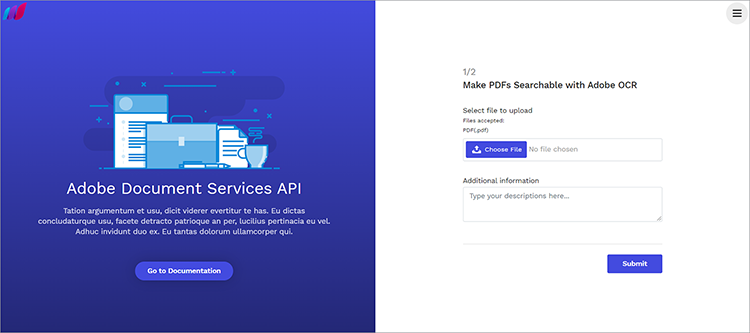 Adobe Document Services API
Tation argumentum et usu, dicit viderer evertitur te has. Eu dictas
concludaturque usu, facete detracto patrioque an per, lucilius pertinacia eu vel.
Adhuc invidunt duo ex. Eu tantas dolorum ullamcorper qui.
Go to Documentation
1/2
Make PDFs Searchable with Adobe OCR
Select file to upload
Files accepted:
PDF(.pdf)
Choose File No file chosen
Additional information
Type your descriptions here...
Submit